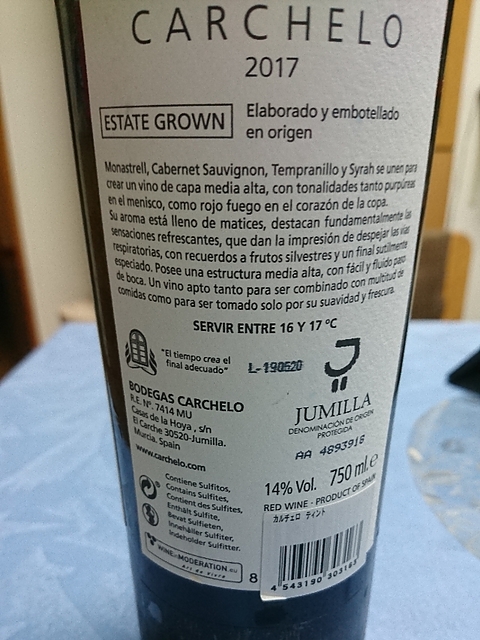 CARCHELO
2017
ESTATE GROWN
Elaborado y embotellado
en origen
Monastrell, Cabernet Sauvignon, Tempranillo y Syrah se unen para
crear un vino de capa media alta, con tonalidades tanto purpúreas
en el menisco, como rojo fuego en el corazón de la copa.
Su aroma está lleno de matices, destacan fundamentalmente las
sensaciones refrescantes, que dan la impresión de despejar las vías
respiratorias, con recuerdos a frutos silvestres y un final sutilmente
especiado. Posee una estructura media alta, con fácil y fluido paso
de boca. Un vino apto tanto para ser combinado con multitud de
comidas como para ser tomado solo por su suavidad y frescura.
SERVIR ENTRE 16 Y 17 ºC
"El tiempo crea el
final adecuado"
L-190520
BODEGAS CARCHELO
R.E. Nº. 7414 MU
Casas de la Hoya , s/n
El Carche 30520-Jumilla.
Murcia, Spain
www.carchelo.com
JUMILLA
DENOMINACIÓN DE ORIGEN
PROTEGIDA
AA 4893916
Contiene Sulfitos,
Contains Sulfites,
Contient des Sulfites,
Enthält Sulfite,
Bevat Sulfieten,
Innehåller Sulfiter,
Indeholder Sulfitter.
14% Vol. 750 ml. e
RED WINE - PRODUCT OF SPAIN
カルチェロ ティント
WINE in MODERATION.eu
Art de Vivre
8
4 543190 303163